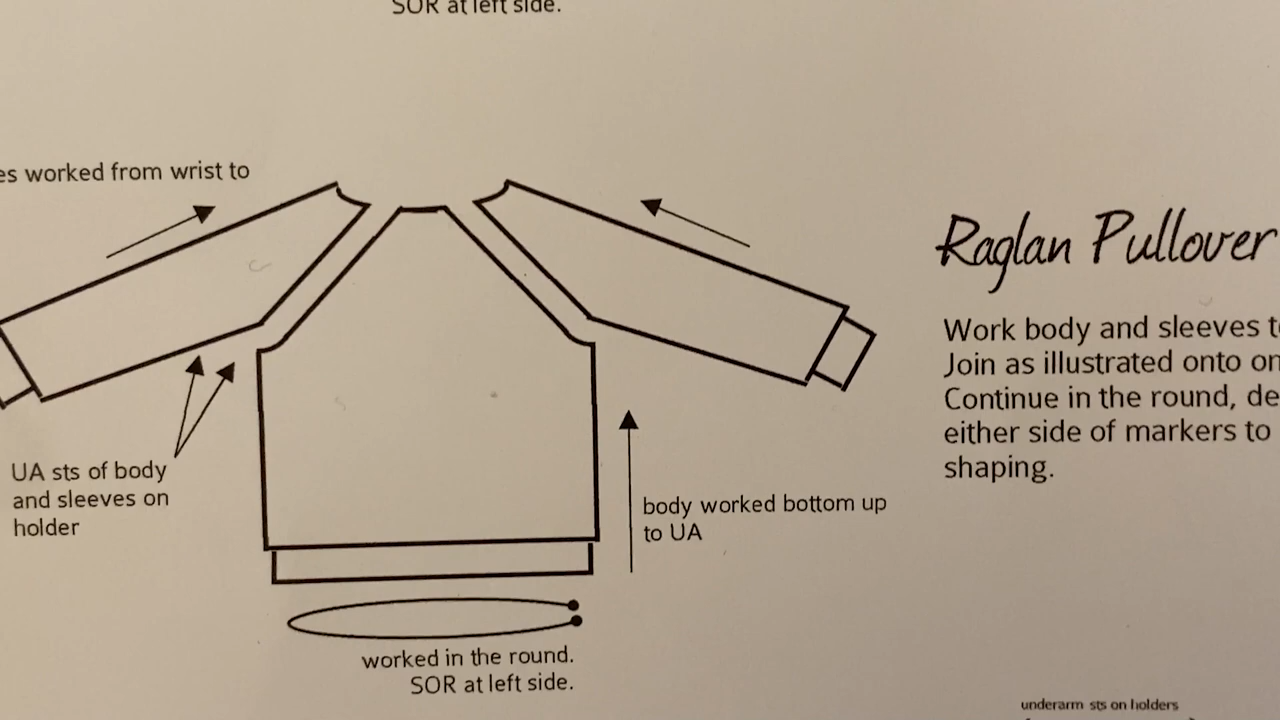 SOR at left side.
es worked from wrist to
Raglan Pullover
Work body and sleeves t
Join as illustrated onto on
Continue in the round, de
either side of markers to
shaping.
UA sts of body
and sleeves on
holder
body worked bottom up
to UA
worked in the round.
SOR at left side.
underarm sts on holders